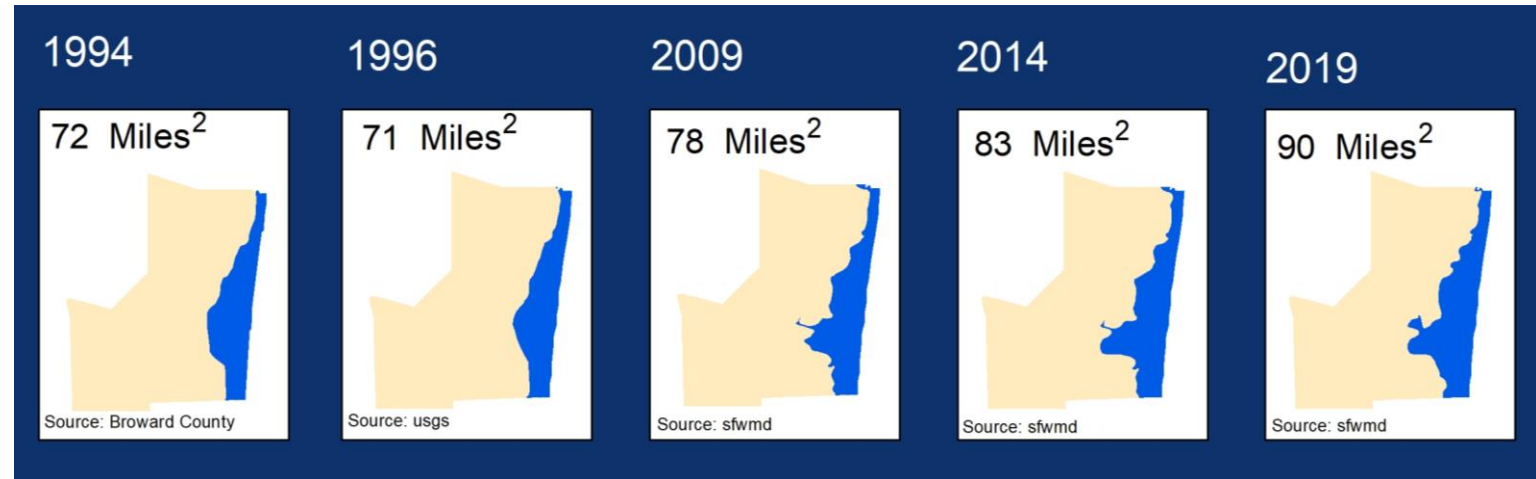 1994
72 Miles2
Source: Broward County
1996
71 Miles2
Source: usgs
2009
78 Miles2
Source: sfwmd
2014
83 Miles2
Source: sfwmd
2019
90 Miles2
Source: sfwmd